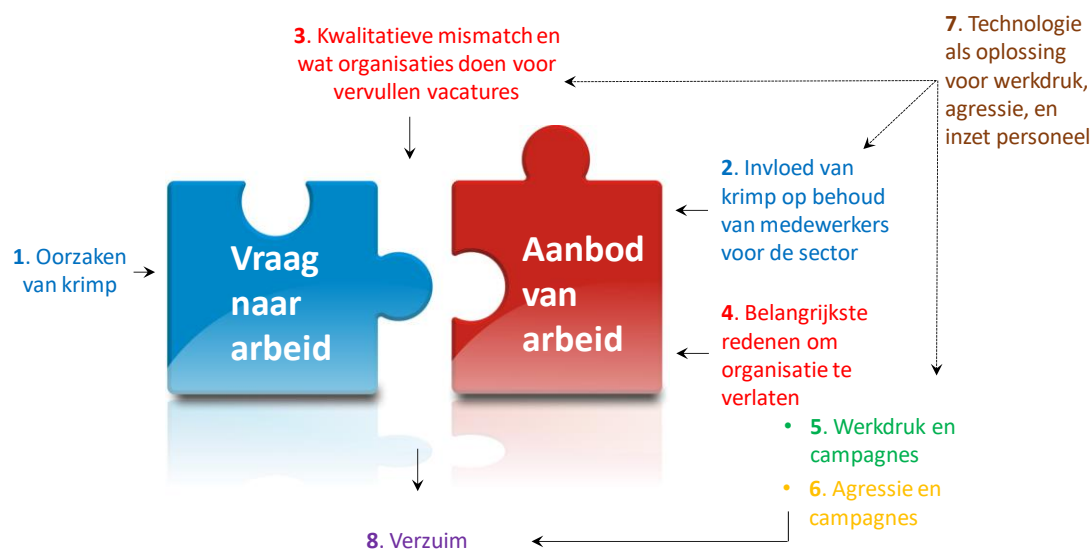 3. Kwalitatieve mismatch en
wat organisaties doen voor
vervullen vacatures
7. Technologie
als oplossing
voor werkdruk,
agressie, en
inzet personeel
1. Oorzaken
van krimp
Vraag
naar
arbeid
Aanbod
van
arbeid
2. Invloed van
krimp op behoud
van medewerkers
voor de sector
4. Belangrijkste
redenen om
organisatie te
verlaten
• 5. Werkdruk en
campagnes
• 6. Agressie en
campagnes
8. Verzuim